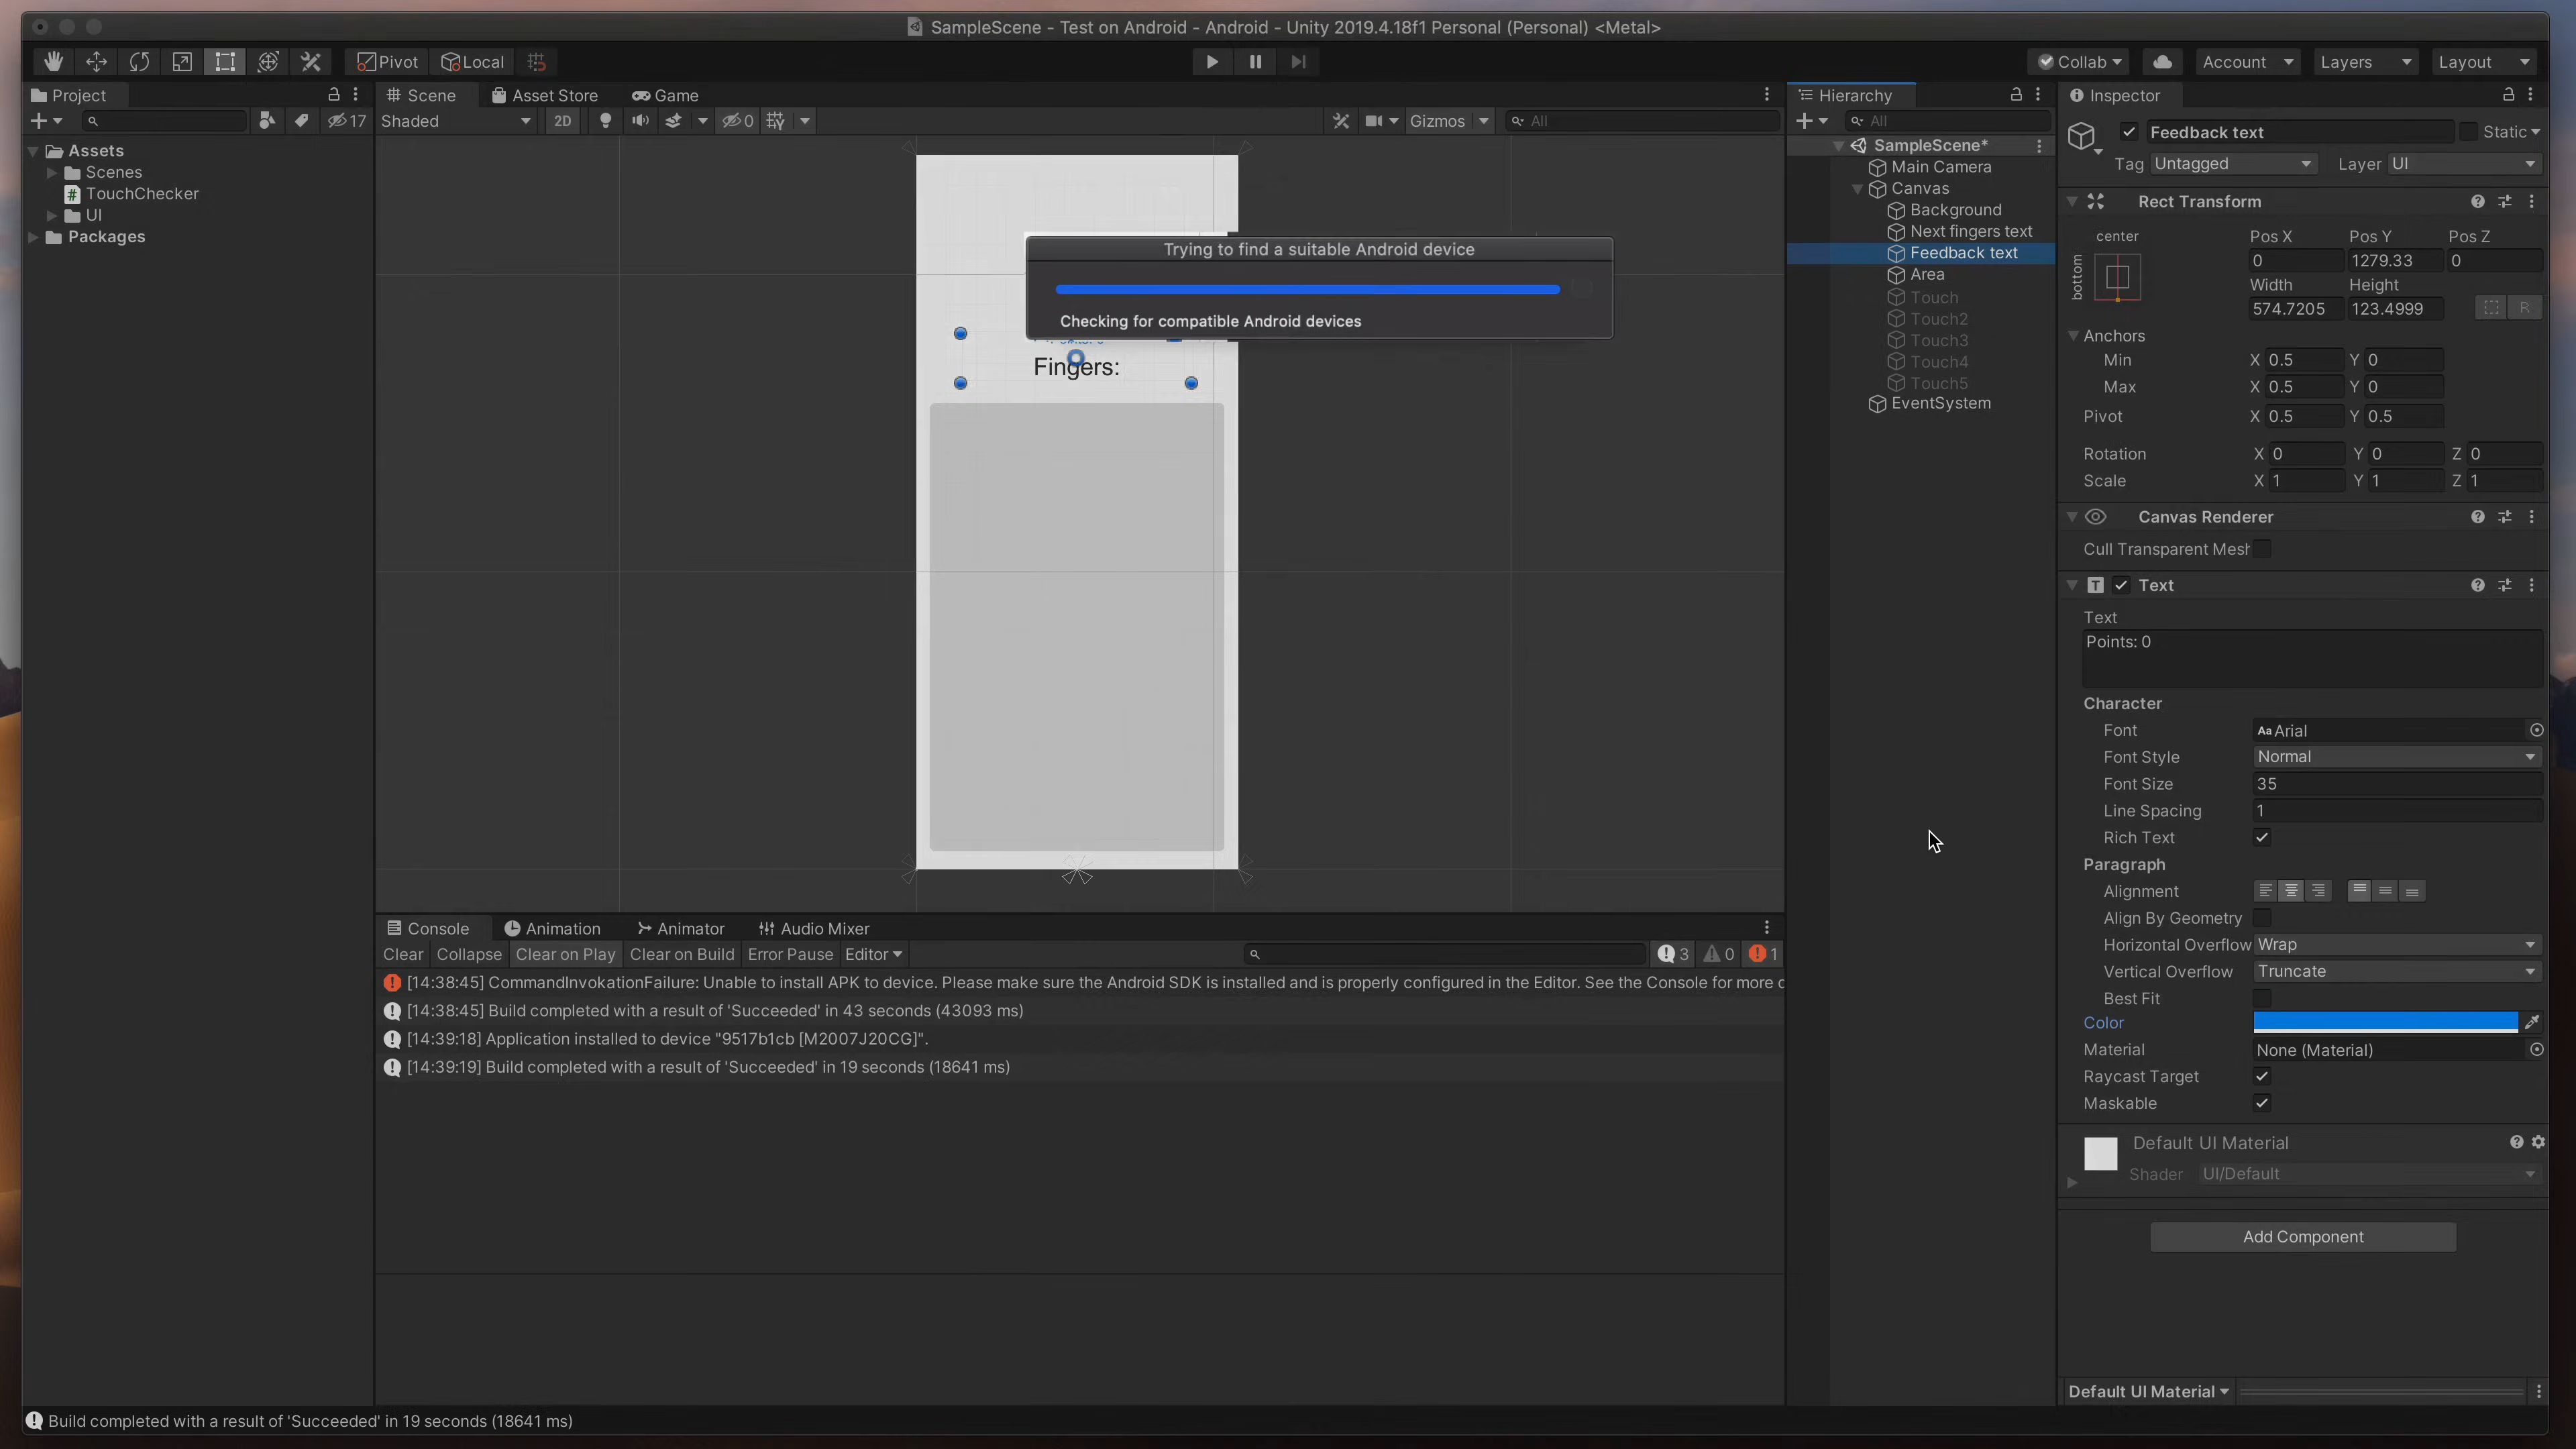 SampleScene - Test on Android - Android - Unity 2019.4.18f1 Personal (Personal) <Metal>
Pivot Local Collab Account Layers Layout
Project
17
Assets
Scenes
TouchChecker
UI
Packages
Scene Asset Store Game
Shaded 2D 0 Gizmos All
Trying to find a suitable Android device
Checking for compatible Android devices
Fingers:
Hierarchy
All
SampleScene*
Main Camera
Canvas
Background
Next fingers text
Feedback text
Area
Touch
Touch2
Touch3
Touch4
Touch5
EventSystem
Inspector
Feedback text Static
Tag Untagged Layer UI
Rect Transform
center
bottom
Pos X Pos Y Pos Z
0 1279.33 0
Width Height
574.7205 123.4999 R
Anchors
Min X 0.5 Y 0
Max X 0.5 Y 0
Pivot X 0.5 Y 0.5
Rotation X 0 Y 0 Z 0
Scale X 1 Y 1 Z 1
Canvas Renderer
Cull Transparent Mesh
T Text
Text
Points: 0
Character
Font Aa Arial
Font Style Normal
Font Size 35
Line Spacing 1
Rich Text
Paragraph
Alignment
Align By Geometry
Horizontal Overflow Wrap
Vertical Overflow Truncate
Best Fit
Color
Material None (Material)
Raycast Target
Maskable
Default UI Material
Shader UI/Default
Add Component
Default UI Material
Console Animation Animator Audio Mixer
Clear Collapse Clear on Play Clear on Build Error Pause Editor 3 0 1
[14:38:45] CommandInvokationFailure: Unable to install APK to device. Please make sure the Android SDK is installed and is properly configured in the Editor. See the Console for more d
[14:38:45] Build completed with a result of 'Succeeded' in 43 seconds (43093 ms)
[14:39:18] Application installed to device "9517b1cb [M2007J20CG]".
[14:39:19] Build completed with a result of 'Succeeded' in 19 seconds (18641 ms)
Build completed with a result of 'Succeeded' in 19 seconds (18641 ms)